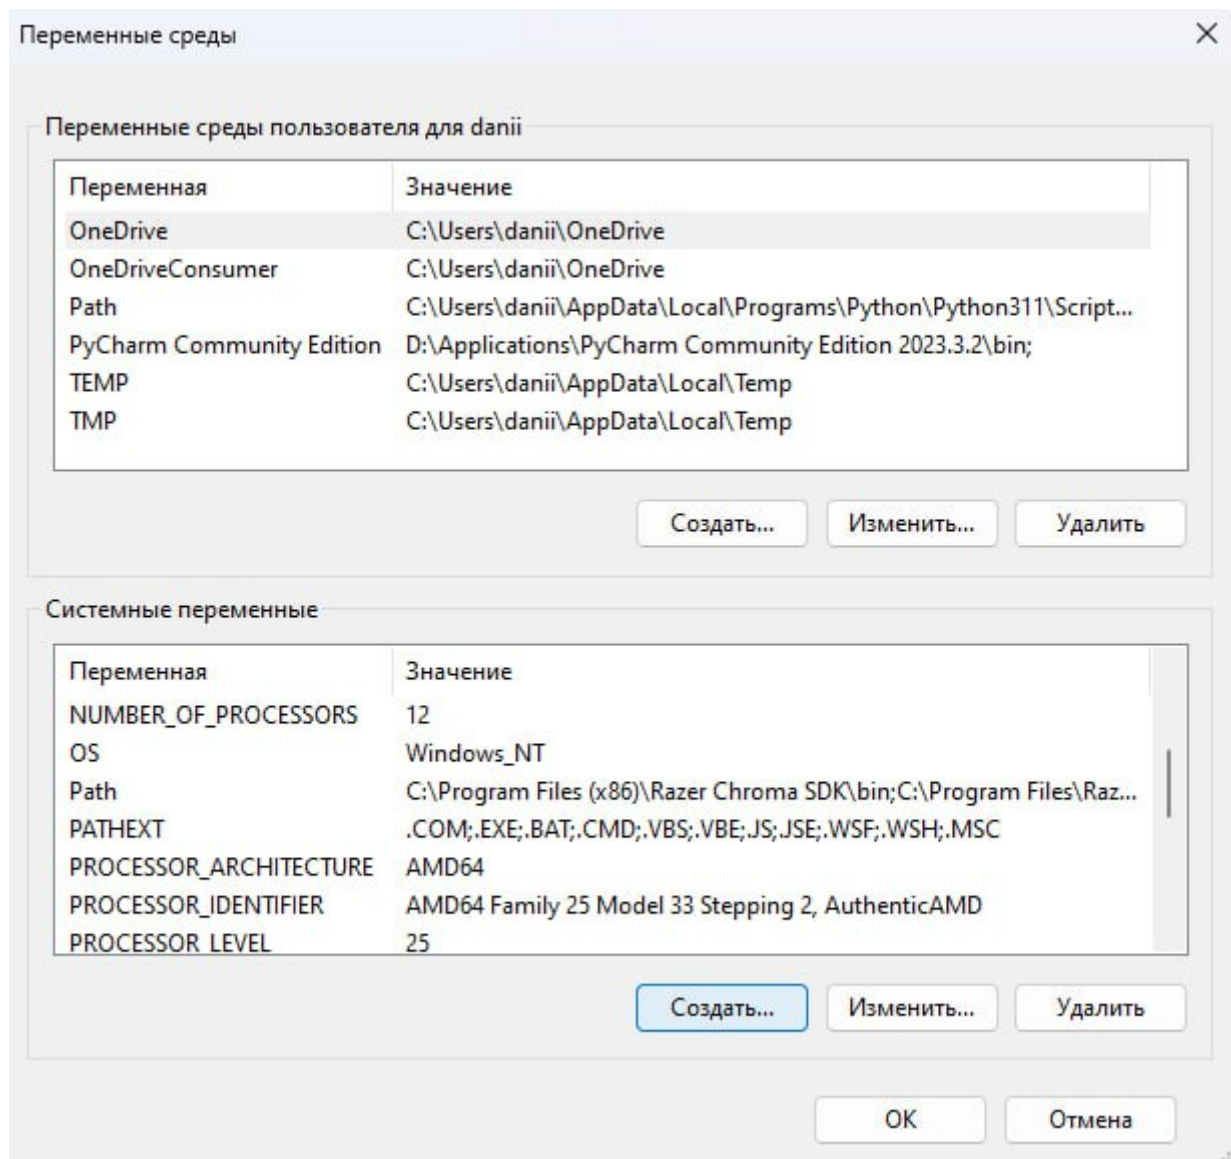 Переменные среды
Переменные среды пользователя для danii
Переменная Значение
OneDrive C:\Users\danii\OneDrive
OneDriveConsumer C:\Users\danii\OneDrive
Path C:\Users\danii\AppData\Local\Programs\Python\Python311\Script...
PyCharm Community Edition D:\Applications\PyCharm Community Edition 2023.3.2\bin;
TEMP C:\Users\danii\AppData\Local\Temp
TMP C:\Users\danii\AppData\Local\Temp
Создать... Изменить... Удалить
Системные переменные
Переменная Значение
NUMBER_OF_PROCESSORS 12
OS Windows_NT
Path C:\Program Files (x86)\Razer Chroma SDK\bin;C:\Program Files\Raz...
PATHEXT .COM;.EXE;.BAT;.CMD;.VBS;.VBE;.JS;.JSE;.WSF;.WSH;.MSC
PROCESSOR_ARCHITECTURE AMD64
PROCESSOR_IDENTIFIER AMD64 Family 25 Model 33 Stepping 2, AuthenticAMD
PROCESSOR_LEVEL 25
Создать... Изменить... Удалить
ОК Отмена